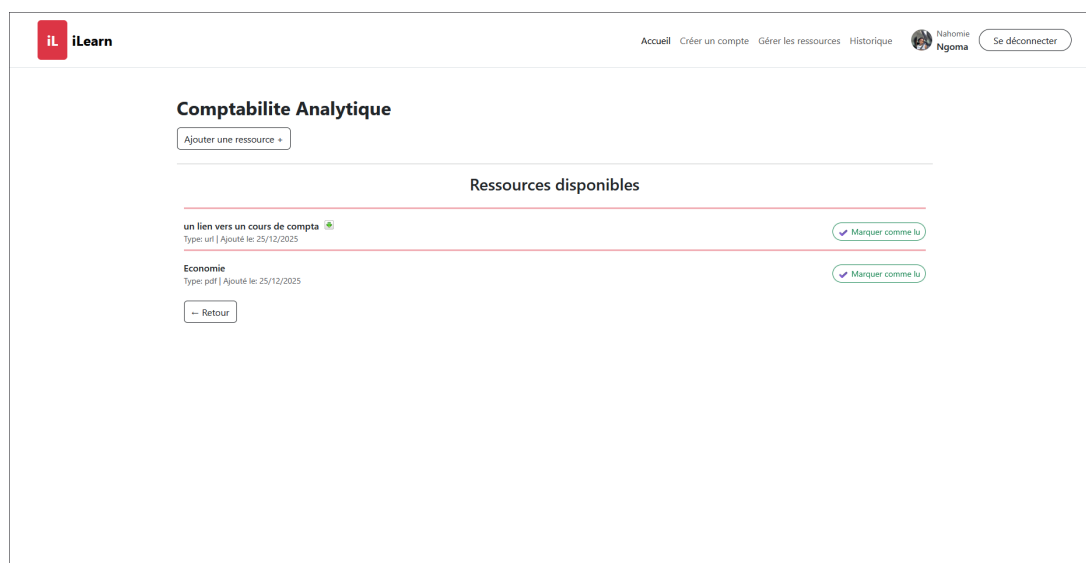 iL iLearn
Accueil Créer un compte Gérer les ressources Historique Nahomie Ngoma Se déconnecter
Comptabilite Analytique
Ajouter une ressource +
Ressources disponibles
un lien vers un cours de compta
Type: url | Ajouté le: 25/12/2025
Marquer comme lu
Economie
Type: pdf | Ajouté le: 25/12/2025
Marquer comme lu
← Retour